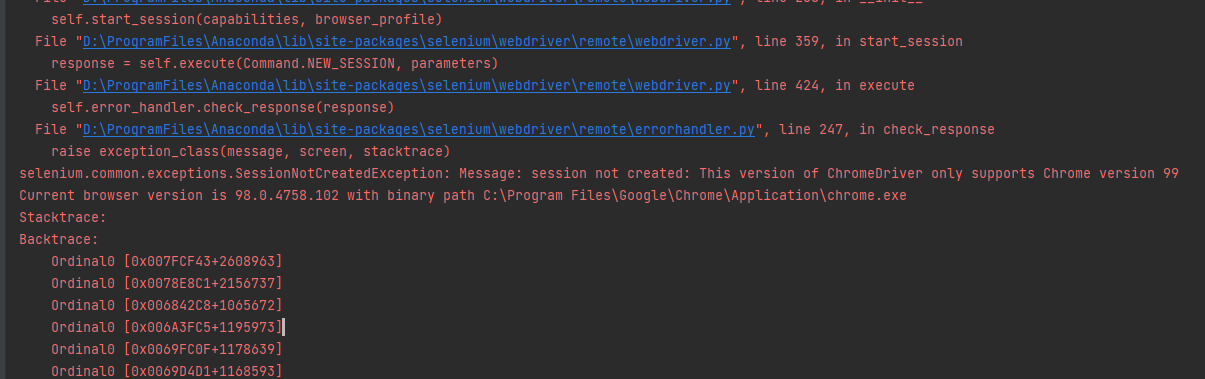 self.start_session(capabilities, browser_profile)
File "D:\ProgramFiles\Anaconda\lib\site-packages\selenium\webdriver\remote\webdriver.py", line 359, in start_session
response = self.execute(Command.NEW_SESSION, parameters)
File "D:\ProgramFiles\Anaconda\lib\site-packages\selenium\webdriver\remote\webdriver.py", line 424, in execute
self.error_handler.check_response(response)
File "D:\ProgramFiles\Anaconda\lib\site-packages\selenium\webdriver\remote\errorhandler.py", line 247, in check_response
raise exception_class(message, screen, stacktrace)
selenium.common.exceptions.SessionNotCreatedException: Message: session not created: This version of ChromeDriver only supports Chrome version 99
Current browser version is 98.0.4758.102 with binary path C:\Program Files\Google\Chrome\Application\chrome.exe
Stacktrace:
Backtrace:
Ordinal0 [0x007FCF43+2608963]
Ordinal0 [0x0078E8C1+2156737]
Ordinal0 [0x006842C8+1065672]
Ordinal0 [0x006A3FC5+1195973]
Ordinal0 [0x0069FC0F+1178639]
Ordinal0 [0x0069D4D1+1168593]